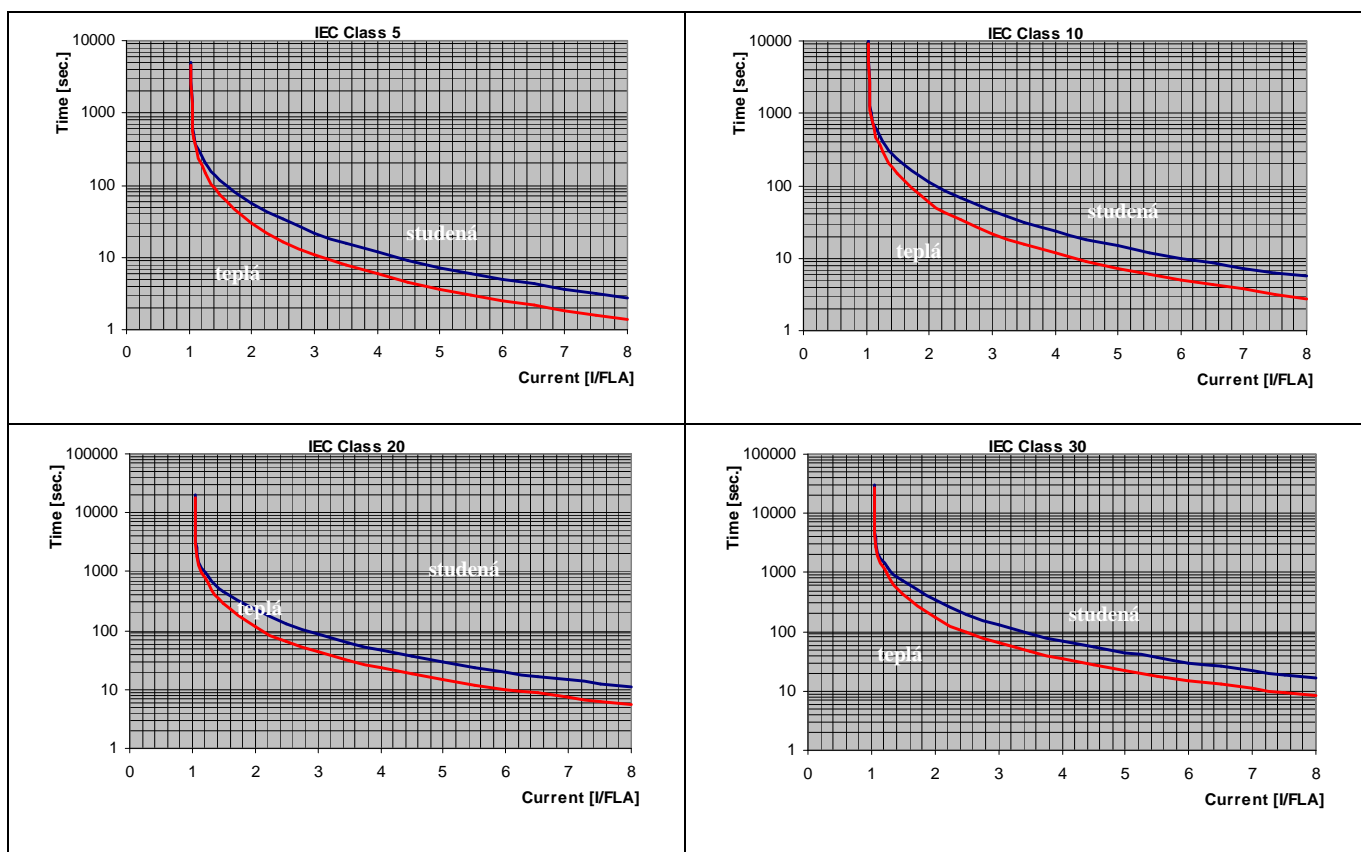 IEC Class 5
Time [sec.]
10000
1000
100
10
1
studená
teplá
0 1 2 3 4 5 6 7 8
Current [I/FLA]
IEC Class 10
Time [sec.]
10000
1000
100
10
1
studená
teplá
0 1 2 3 4 5 6 7 8
Current [I/FLA]
IEC Class 20
Time [sec.]
100000
10000
1000
100
10
1
studená
teplá
0 1 2 3 4 5 6 7 8
Current [I/FLA]
IEC Class 30
Time [sec.]
100000
10000
1000
100
10
1
studená
teplá
0 1 2 3 4 5 6 7 8
Current [I/FLA]